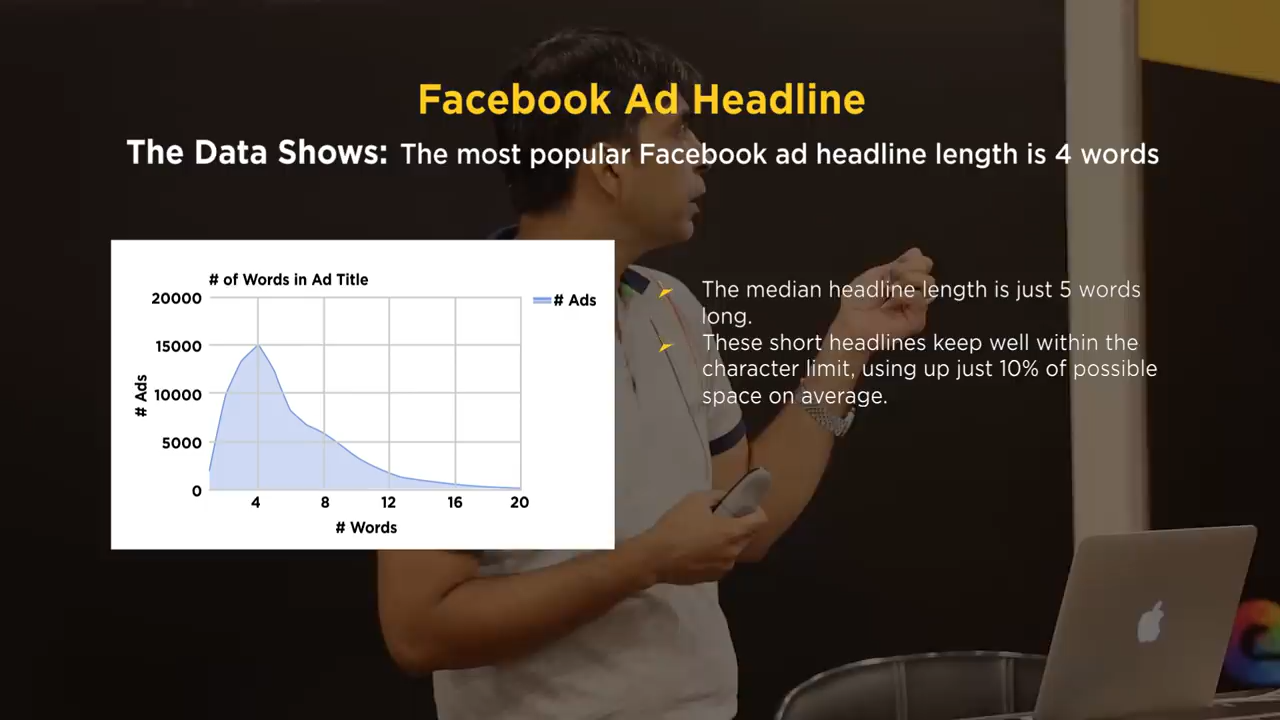 Facebook Ad Headline
The Data Shows: The most popular Facebook ad headline length is 4 words
# of Words in Ad Title
20000
15000
10000
5000
0
# Ads
# Ads
4 8 12 16 20
# Words
The median headline length is just 5 words
long.
These short headlines keep well within the
character limit, using up just 10% of possible
space on average.